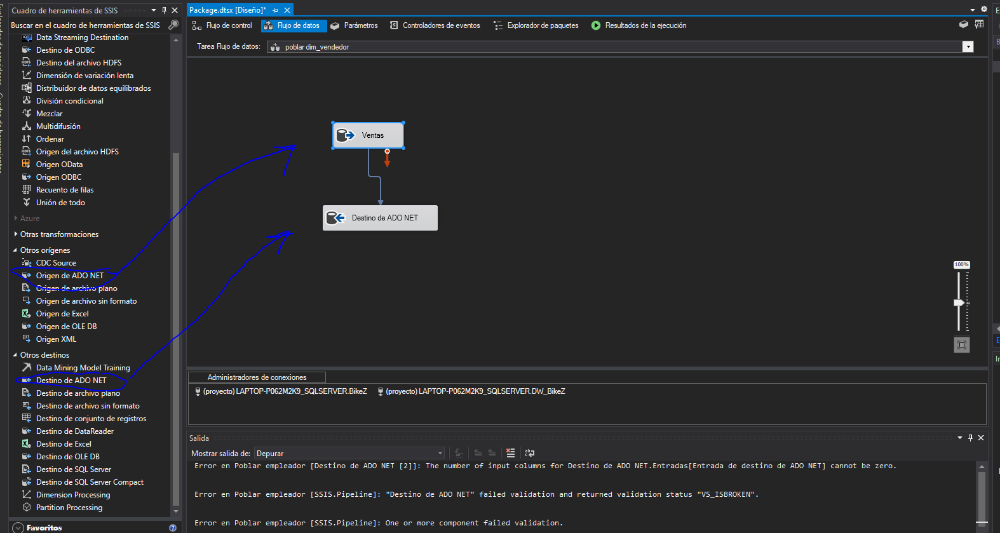 Cuadro de herramientas de SSIS
Buscar en el cuadro de herramientas de SSIS
Data Streaming Destination
Destino de ODBC
Destino del archivo HDFS
Dimensión de variación lenta
Distribuidor de datos equilibrados
División condicional
Mezclar
Multidifusión
Ordenar
Origen del archivo HDFS
Origen OData
Origen ODBC
Recuento de filas
Unión de todo
Azure
Otras transformaciones
Otros orígenes
CDC Source
Origen de ADO NET
Origen de archivo plano
Origen de archivo sin formato
Origen de Excel
Origen de OLE DB
Origen XML
Otros destinos
Data Mining Model Training
Destino de ADO NET
Destino de archivo plano
Destino de archivo sin formato
Destino de conjunto de registros
Destino de DataReader
Destino de Excel
Destino de OLE DB
Destino de SQL Server
Destino de SQL Server Compact
Dimension Processing
Partition Processing
Favoritos
Package.dtsx [Diseño]*
Flujo de control Flujo de datos Parámetros Controladores de eventos Explorador de paquetes Resultados de la ejecución
Tarea Flujo de datos: poblar dim_vendedor
Ventas
Destino de ADO NET
100%
Administradores de conexiones
(proyecto) LAPTOP-P062M2K9_SQLSERVER.BikeZ (proyecto) LAPTOP-P062M2K9_SQLSERVER.DW_BikeZ
Salida
Mostrar salida de: Depurar
Error en Poblar empleador [Destino de ADO NET [2]]: The number of input columns for Destino de ADO NET.Entradas[Entrada de destino de ADO NET] cannot be zero.
Error en Poblar empleador [SSIS.Pipeline]: "Destino de ADO NET" failed validation and returned validation status "VS_ISBROKEN".
Error en Poblar empleador [SSIS.Pipeline]: One or more component failed validation.